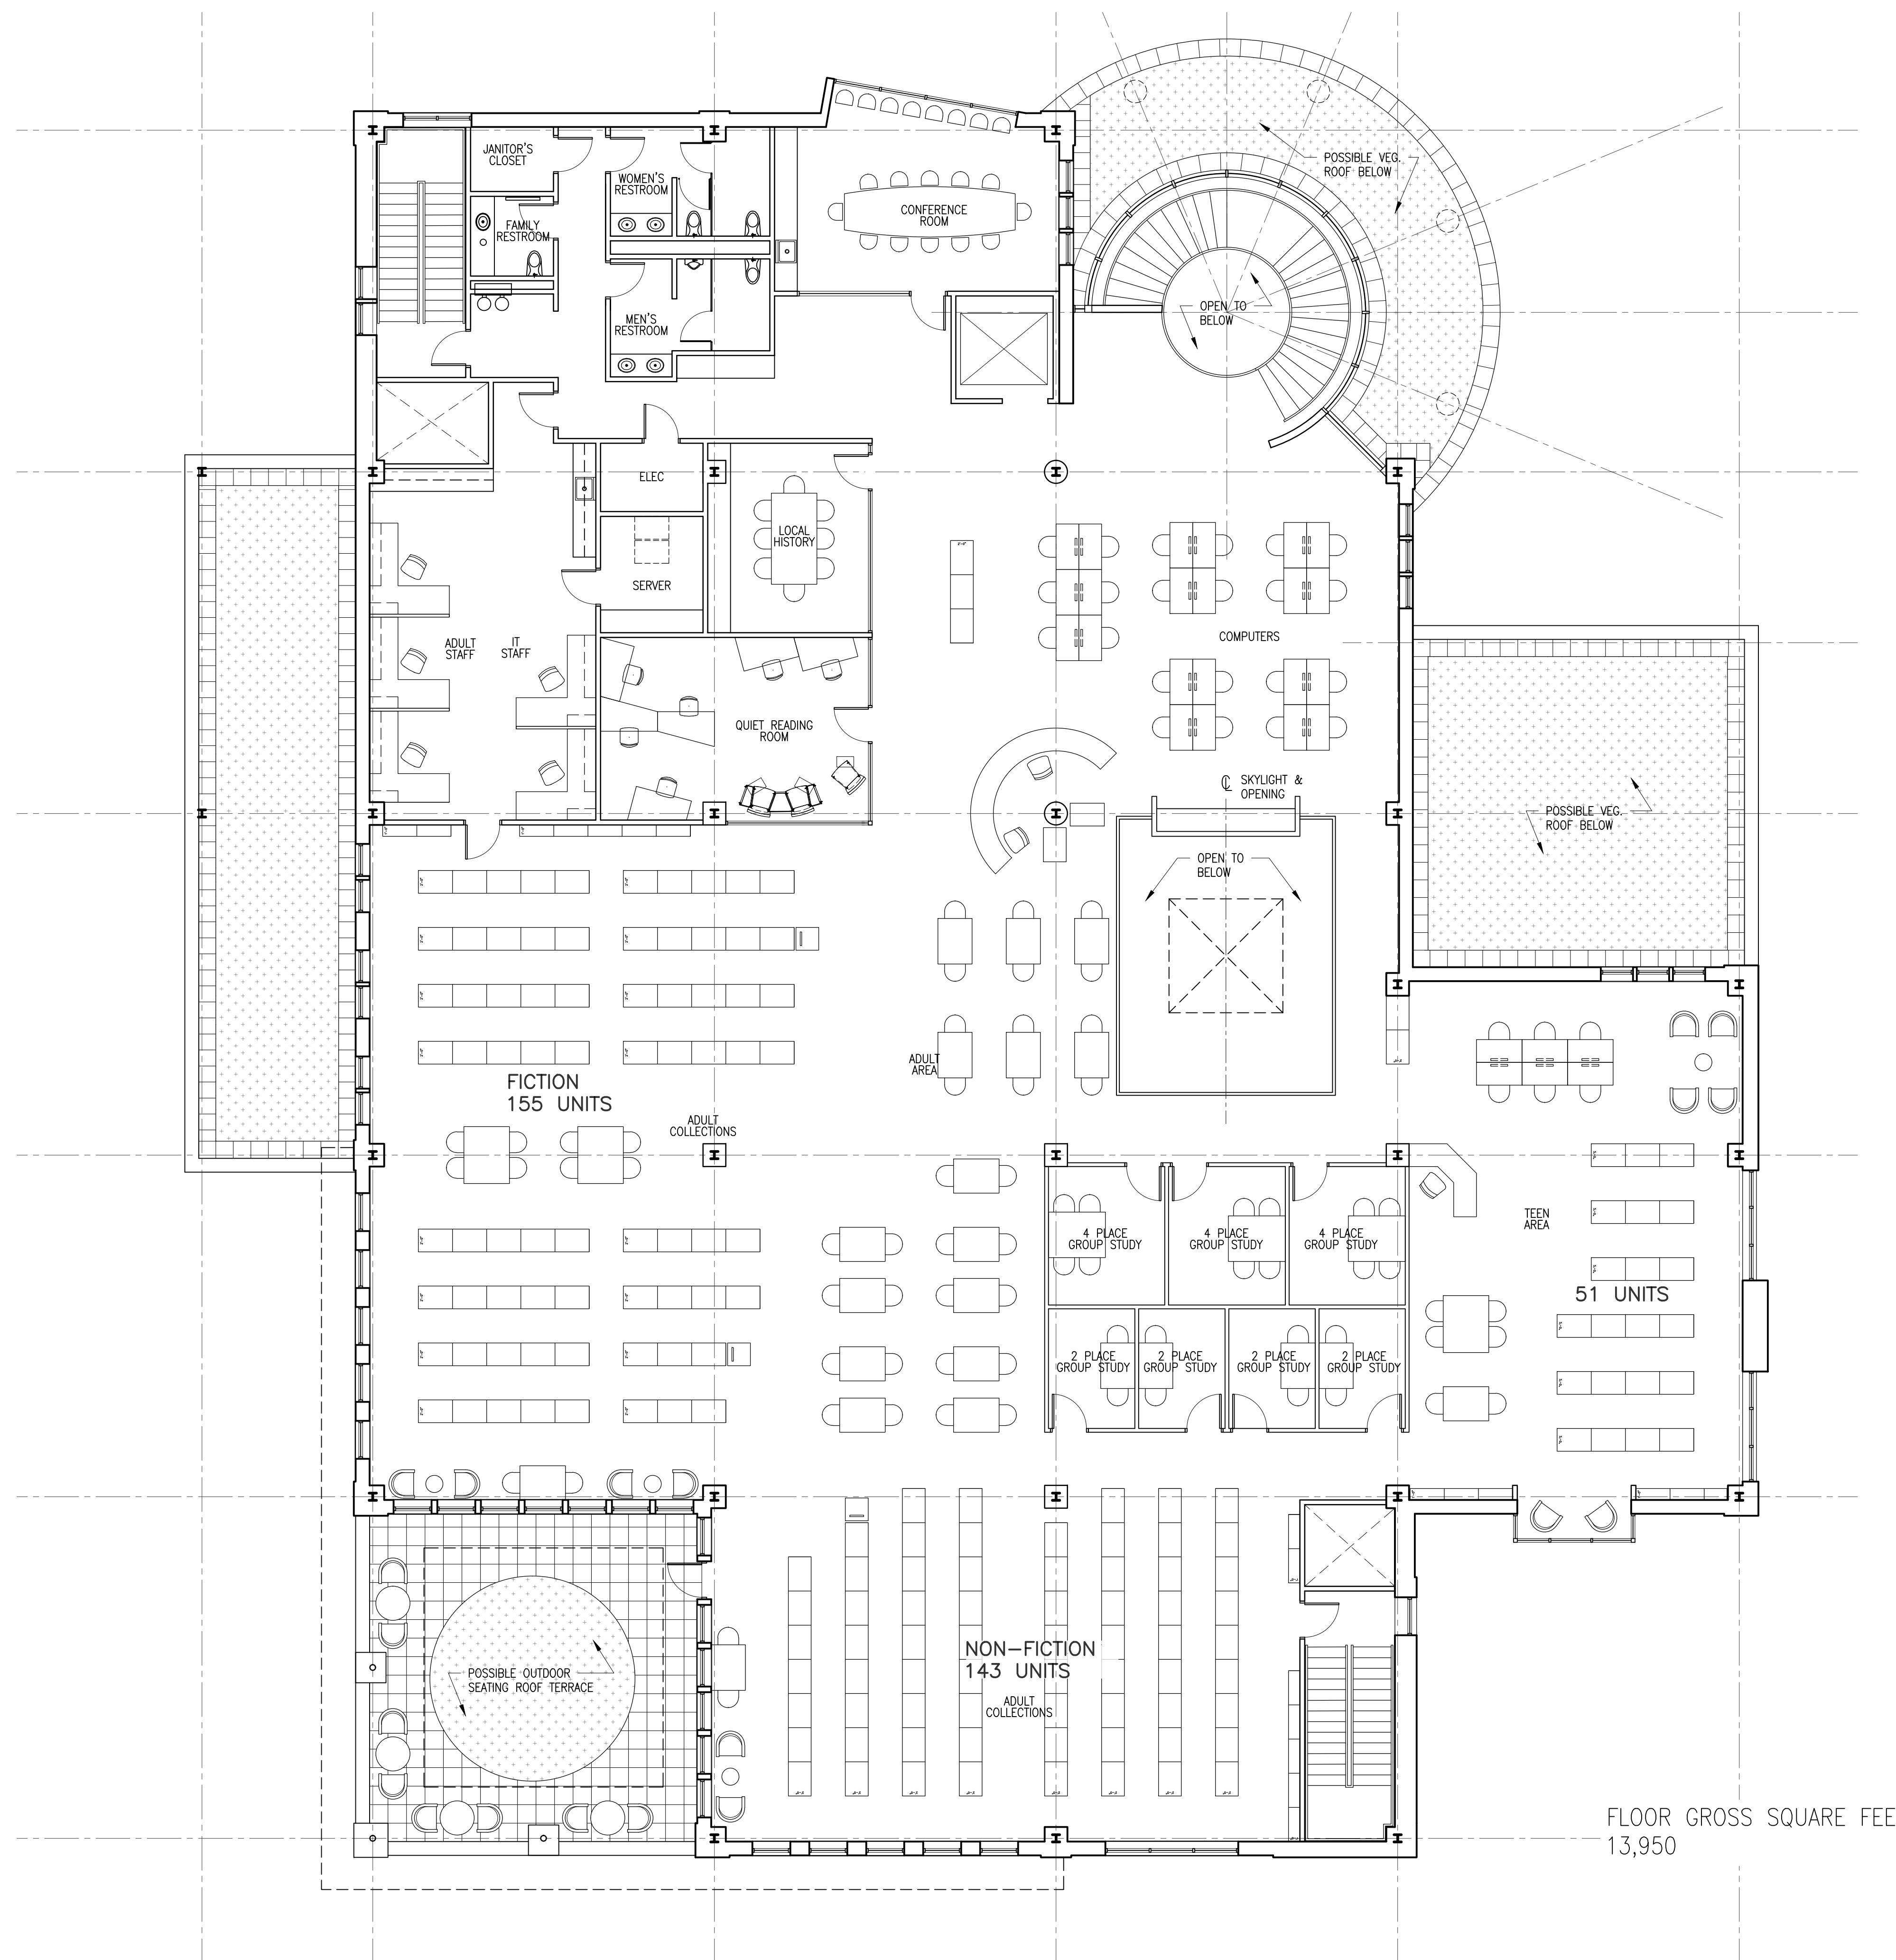 JANITOR'S
CLOSET
WOMEN'S
RESTROOM
FAMILY
RESTROOM
CONFERENCE
ROOM
POSSIBLE VEG.
ROOF BELOW
OPEN TO
BELOW
MEN'S
RESTROOM
ELEC
LOCAL
HISTORY
SERVER
ADULT
STAFF
IT
STAFF
COMPUTERS
QUIET READING
ROOM
℄ SKYLIGHT &
OPENING
POSSIBLE VEG.
ROOF BELOW
OPEN TO
BELOW
ADULT
AREA
FICTION
155 UNITS
ADULT
COLLECTIONS
TEEN
AREA
4 PLACE
GROUP STUDY
4 PLACE
GROUP STUDY
4 PLACE
GROUP STUDY
51 UNITS
2 PLACE
GROUP STUDY
2 PLACE
GROUP STUDY
2 PLACE
GROUP STUDY
2 PLACE
GROUP STUDY
NON-FICTION
143 UNITS
ADULT
COLLECTIONS
POSSIBLE OUTDOOR
SEATING ROOF TERRACE
FLOOR GROSS SQUARE FEE
13,950